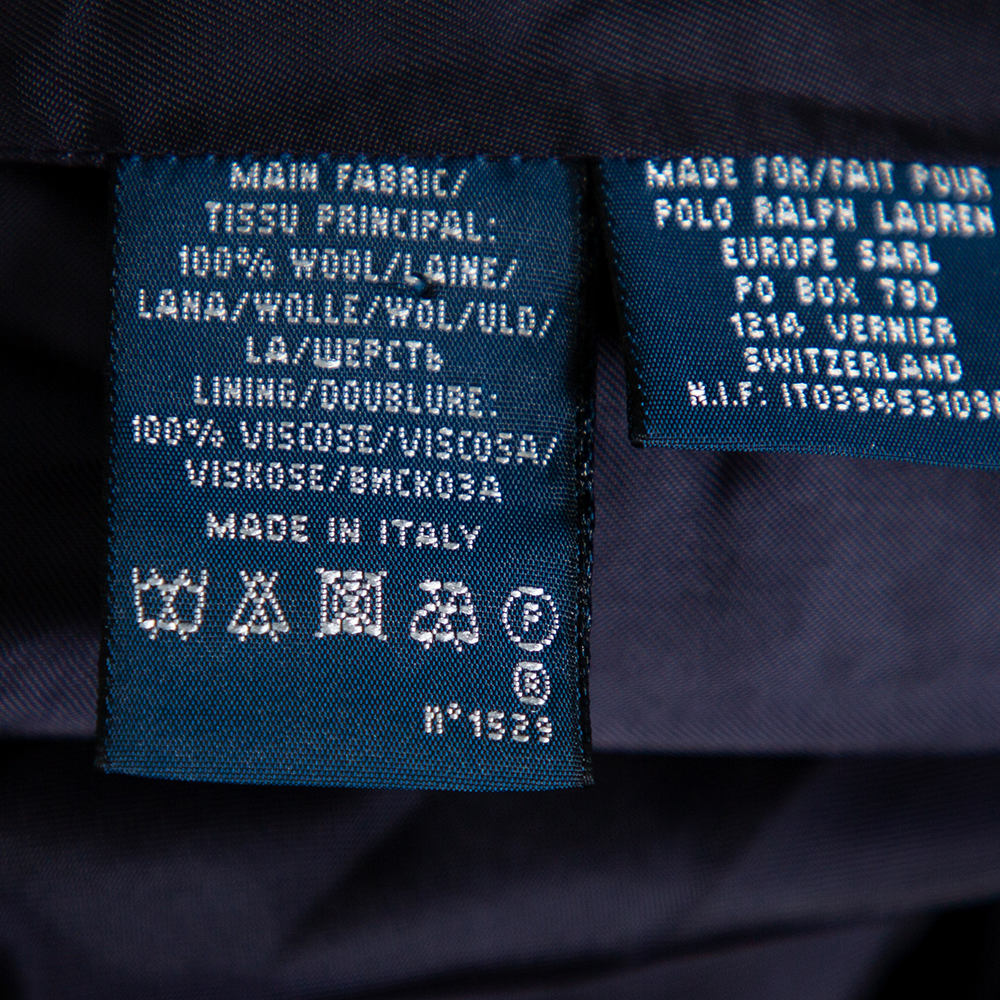 MAIN FABRIC/
TISSU PRINCIPAL:
100% WOOL/LAINE/
LANA/WOLLE/WOL/ULD/
LA/ШЕРСТЬ
LINING/DOUBLURE:
100% VISCOSE/VISCOSA/
VISKOSE/ВИСКОЗА
MADE IN ITALY
P
R
n°1529
MADE FOR/FAIT POUR
POLO RALPH LAUREN
EUROPE SARL
PO BOX 790
1214 VERNIER
SWITZERLAND
N.I.F: